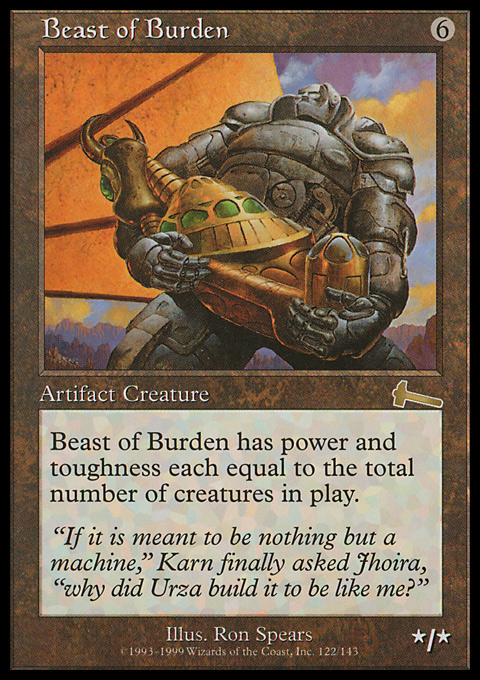 Beast of Burden 6
Artifact Creature
Beast of Burden has power and
toughness each equal to the total
number of creatures in play.
“If it is meant to be nothing but a
machine,” Karn finally asked Jhoira,
“why did Urza build it to be like me?”
Illus. Ron Spears
*/*
©1993-1999 Wizards of the Coast, Inc. 122/143